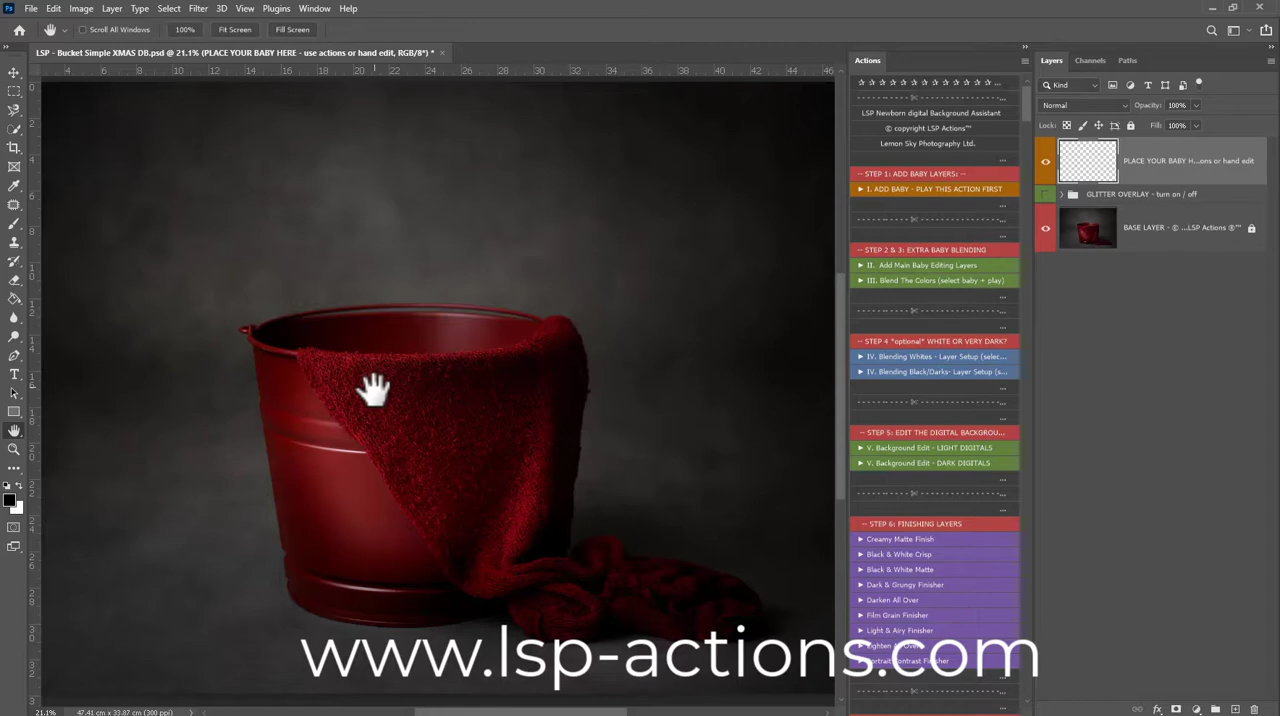 Ps File Edit Image Layer Type Select Filter 3D View Plugins Window Help
Scroll All Windows 100% Fit Screen Fill Screen
LSP - Bucket Simple XMAS DB.psd @ 21.1% (PLACE YOUR BABY HERE - use actions or hand edit, RGB/8*) *
Actions
LSP Newborn digital Background Assistant
© copyright LSP Actions™
Lemon Sky Photography Ltd.
-- STEP 1: ADD BABY LAYERS: --
I. ADD BABY - PLAY THIS ACTION FIRST
STEP 2 & 3: EXTRA BABY BLENDING
II. Add Main Baby Editing Layers
III. Blend The Colors (select baby + play)
STEP 4 *optional* WHITE OR VERY DARK?
IV. Blending Whites - Layer Setup (selec...
IV. Blending Black/Darks- Layer Setup (s...
STEP 5: EDIT THE DIGITAL BACKGROU...
V. Background Edit - LIGHT DIGITALS
V. Background Edit - DARK DIGITALS
-- STEP 6: FINISHING LAYERS
Creamy Matte Finish
Black & White Crisp
Black & White Matte
Dark & Grungy Finisher
Darken All Over
Film Grain Finisher
Light & Airy Finisher
Lighten All Over
Portrait Contrast Finisher
Layers Channels Paths
Kind
Normal Opacity: 100%
Lock: Fill: 100%
PLACE YOUR BABY H...ons or hand edit
GLITTER OVERLAY - turn on / off
BASE LAYER - © ...LSP Actions ®™
www.lsp-actions.com
21.1% 47.41 cm x 33.87 cm (300 ppi)